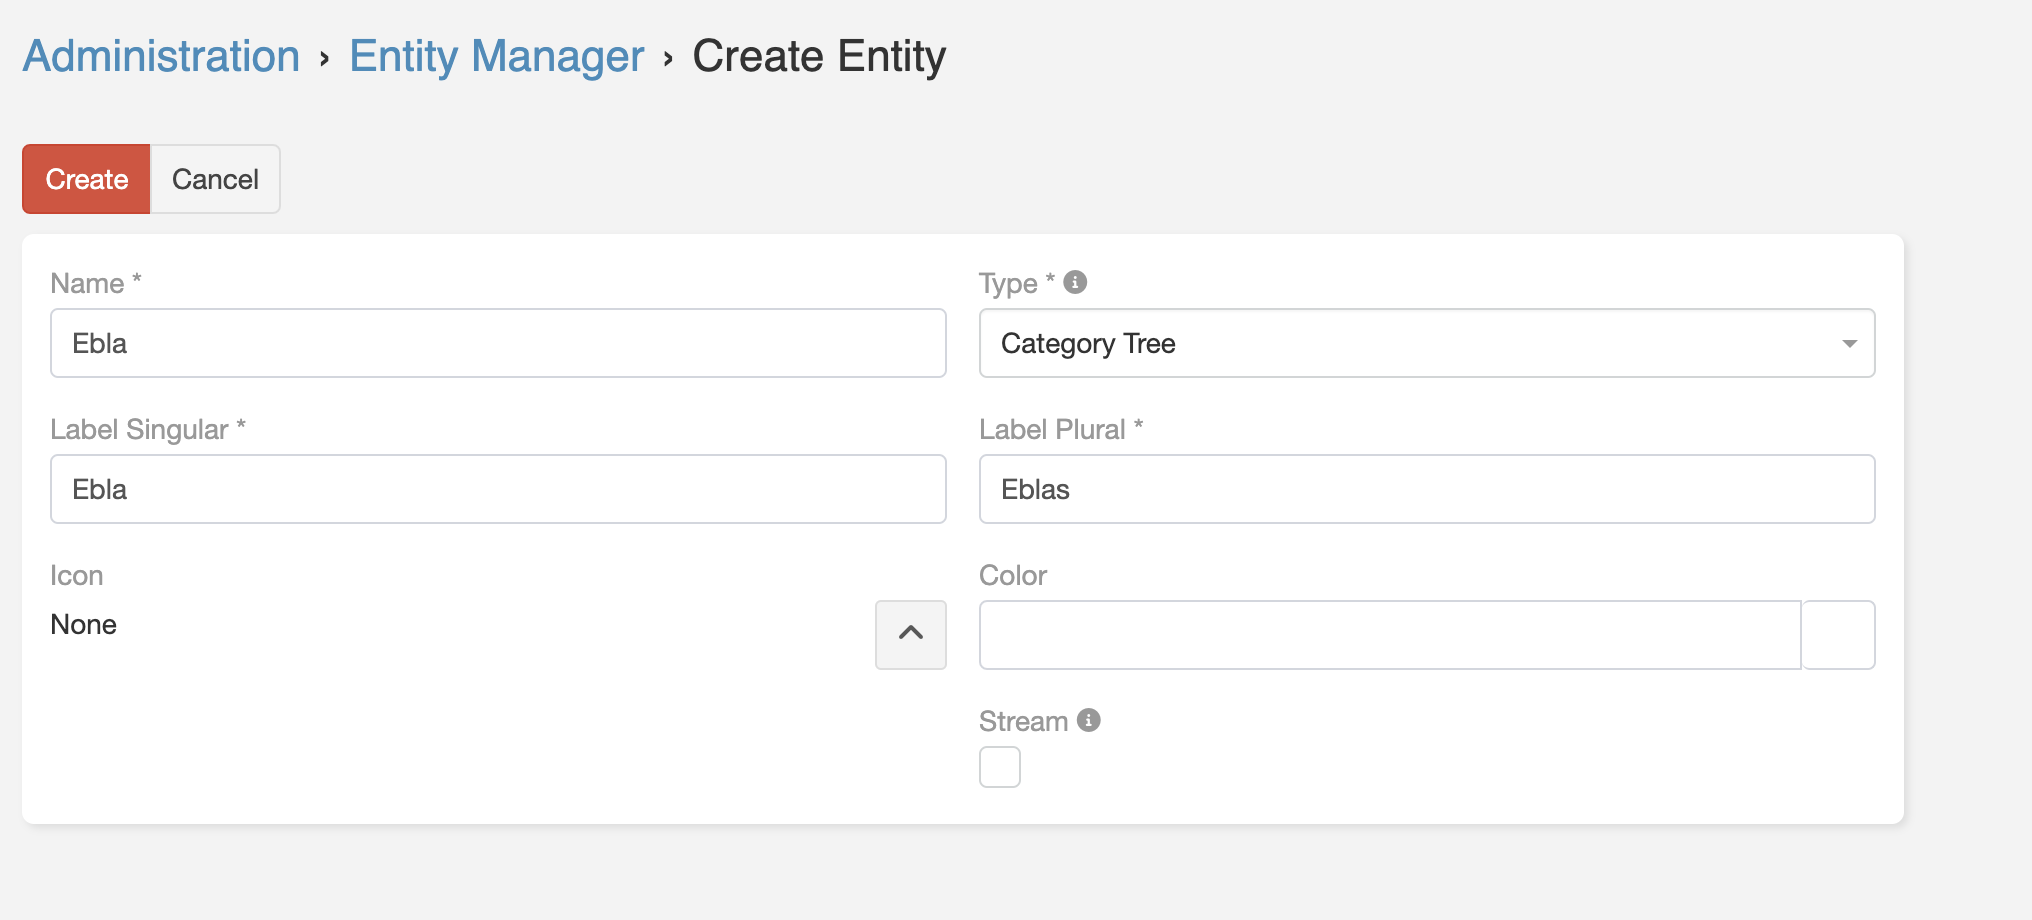 Administration › Entity Manager › Create Entity
Create Cancel
Name * Type *
Ebla Category Tree
Label Singular * Label Plural *
Ebla Eblas
Icon Color
None
Stream